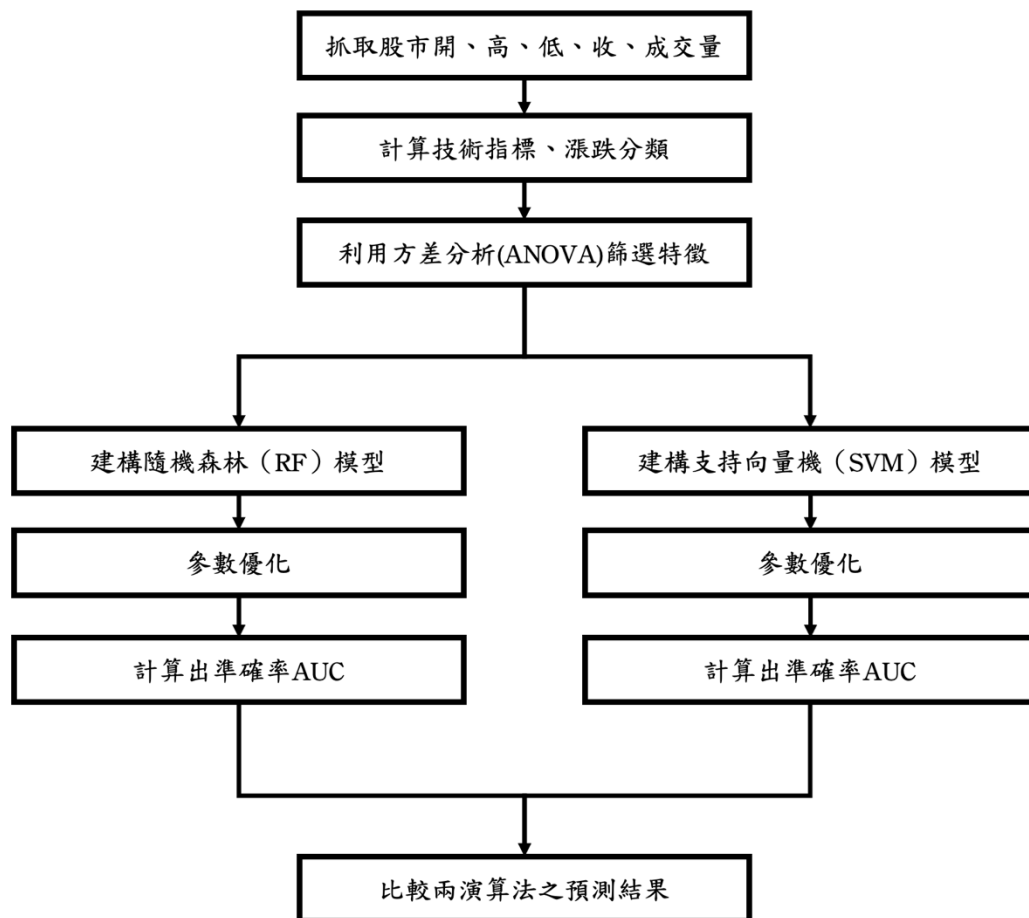 抓取股市開、高、低、收、成交量
計算技術指標、漲跌分類
利用方差分析(ANOVA)篩選特徵
建構隨機森林（RF）模型
參數優化
計算出準確率AUC
建構支持向量機（SVM）模型
參數優化
計算出準確率AUC
比較兩演算法之預測結果